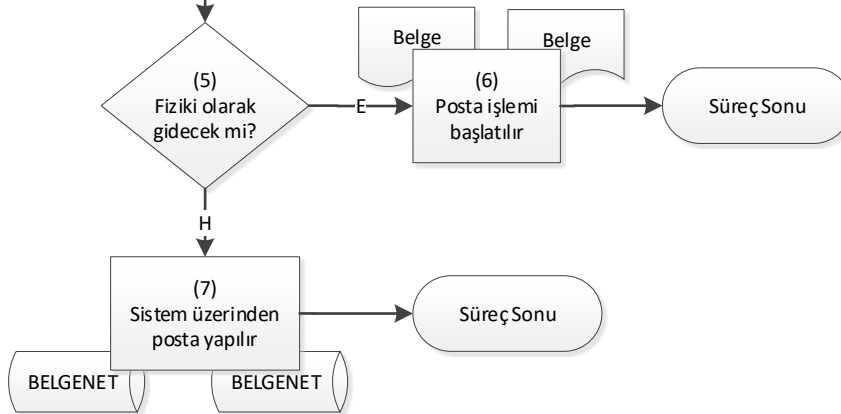 Belge
Belge
(5)
Fiziki olarak
gidecek mi?
E
(6)
Posta işlemi
başlatılır
Süreç Sonu
H
(7)
Sistem üzerinden
posta yapılır
Süreç Sonu
BELGENET
BELGENET